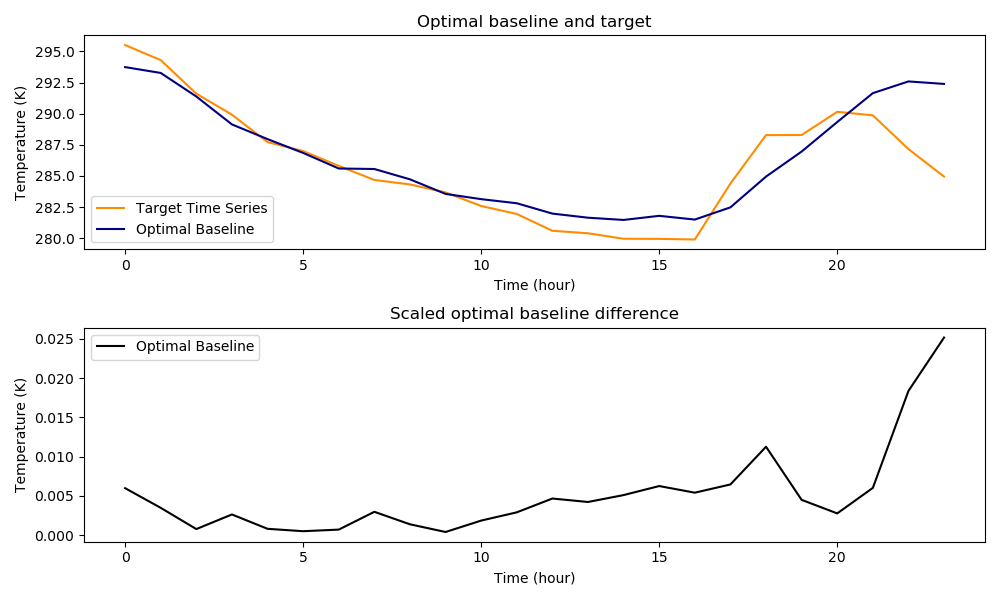 Optimal baseline and target
Temperature (K)
295.0
292.5
290.0
287.5
285.0
282.5
280.0
Target Time Series
Optimal Baseline
0 5 10 15 20
Time (hour)
Scaled optimal baseline difference
Temperature (K)
0.025
0.020
0.015
0.010
0.005
0.000
Optimal Baseline
0 5 10 15 20
Time (hour)